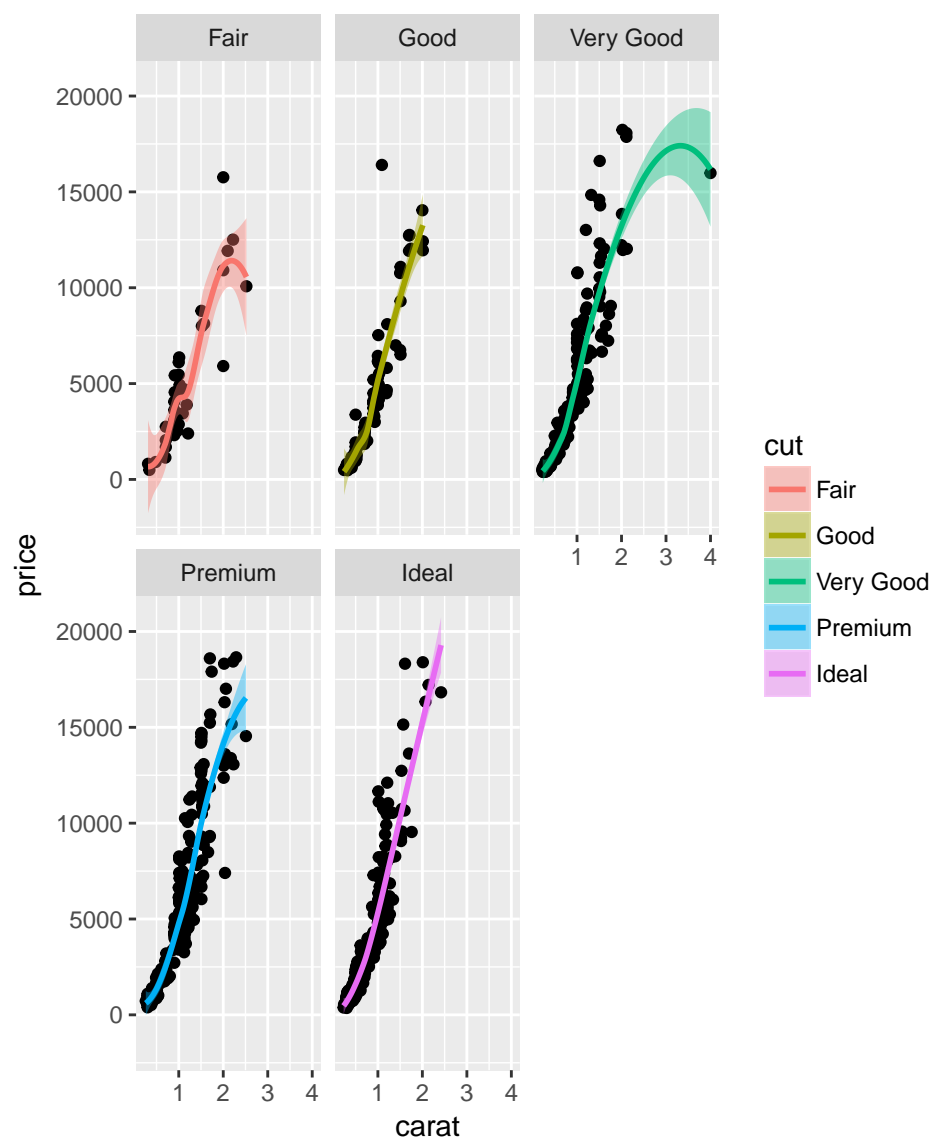 Fair Good Very Good
20000
15000
10000
5000
0
1 2 3 4
price
Premium Ideal
20000
15000
10000
5000
0
1 2 3 4 1 2 3 4
carat
cut
Fair
Good
Very Good
Premium
Ideal